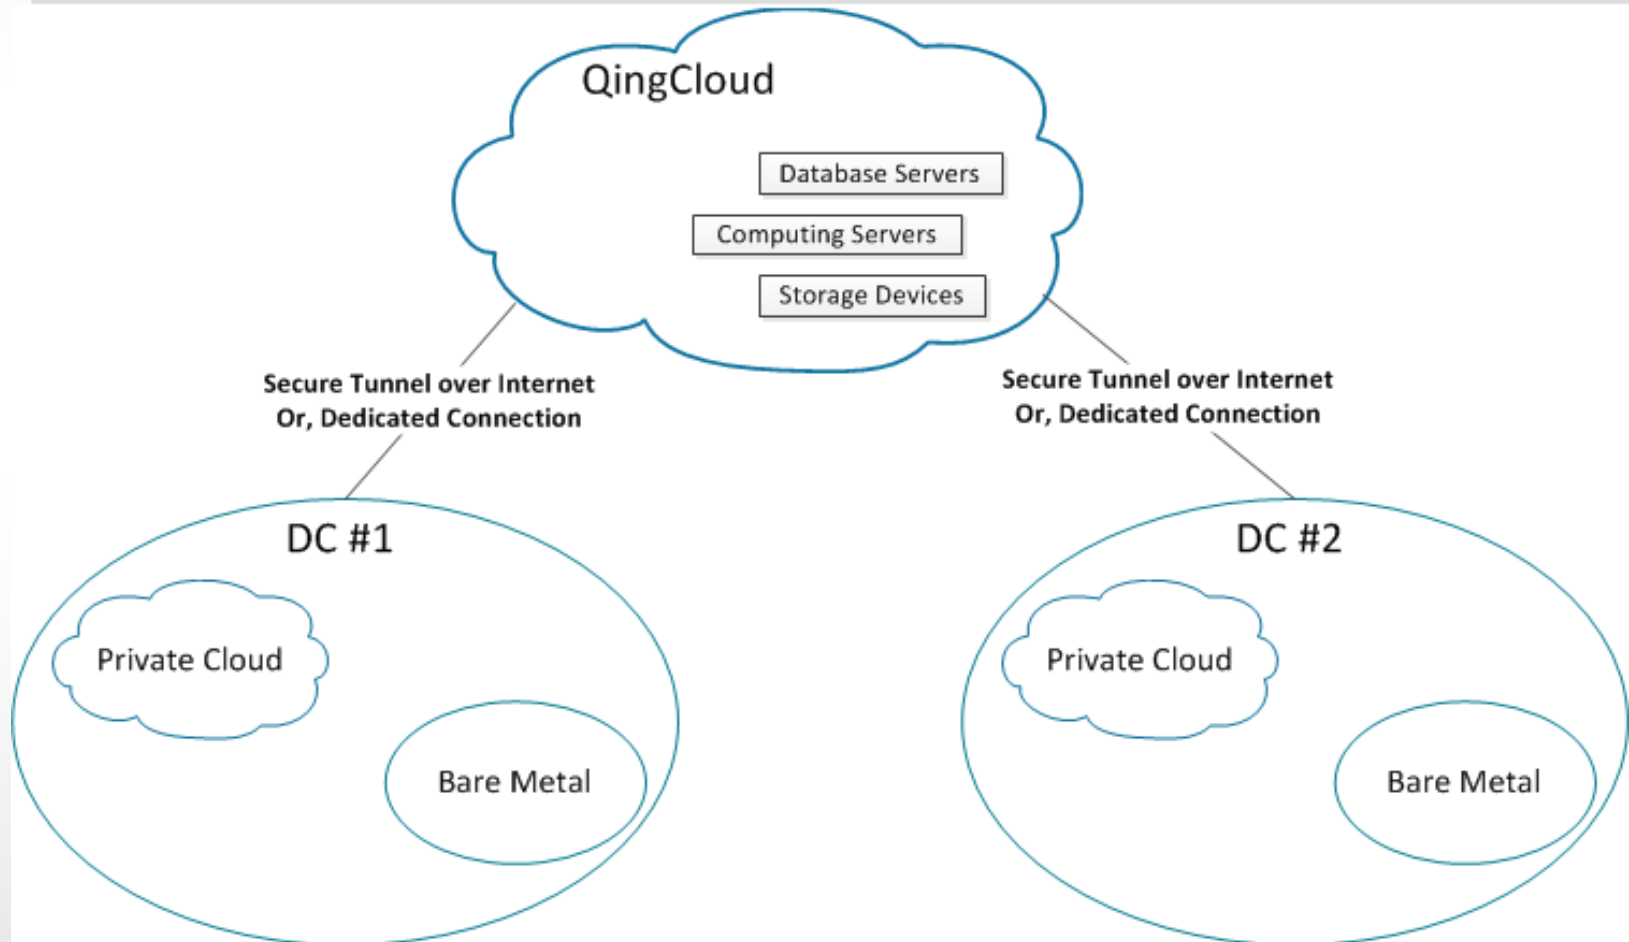 QingCloud
Database Servers
Computing Servers
Storage Devices
Secure Tunnel over Internet
Or, Dedicated Connection
Secure Tunnel over Internet
Or, Dedicated Connection
DC #1
Private Cloud
Bare Metal
DC #2
Private Cloud
Bare Metal